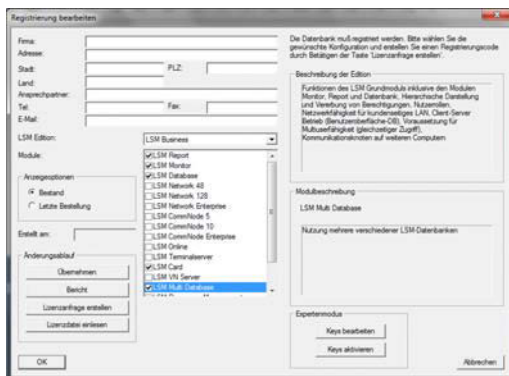 Registrierung bearbeiten
Firma:
Adresse:
Stadt:
PLZ:
Land:
Ansprechpartner:
Tel.
Fax:
E-Mail:
LSM Edition:
LSM Business
Module:
LSM Report
LSM Monitor
LSM Database
LSM Network 48
LSM Network 128
LSM Network Enterprise
LSM CommNode 5
LSM CommNode 10
LSM CommNode Enterprise
LSM Online
LSM Terminalserver
LSM Card
LSM VN Server
LSM Multi Database
Anzeigeoptionen
Bestand
Letzte Bestellung
Erstellt am:
Änderungsablauf
Übernehmen
Bericht
Lizenzanfrage erstellen
Lizenzdatei einlesen
OK
Die Datenbank muß registriert werden. Bitte wählen Sie die
gewünschte Konfiguration und erstellen Sie einen Registrierungscode
durch Betätigen der Taste 'Lizenzanfrage erstellen'.
Beschreibung der Edition
Funktionen des LSM Grundmoduls inklusive den Modulen
Monitor, Report und Datenbank, Hierarchische Darstellung
und Vererbung von Berechtigungen, Nutzerrollen,
Netzwerkfähigkeit für kundenseitiges LAN, Client-Server
Betrieb (Benutzeroberfläche-DB), Voraussetzung für
Multiuserfähigkeit (gleichzeitiger Zugriff),
Kommunikationsknoten auf weiteren Computern
Modulbeschreibung
LSM Multi Database
Nutzung mehrere verschiedener LSM-Datenbanken
Expertenmodus
Keys bearbeiten
Keys aktivieren
Abbrechen